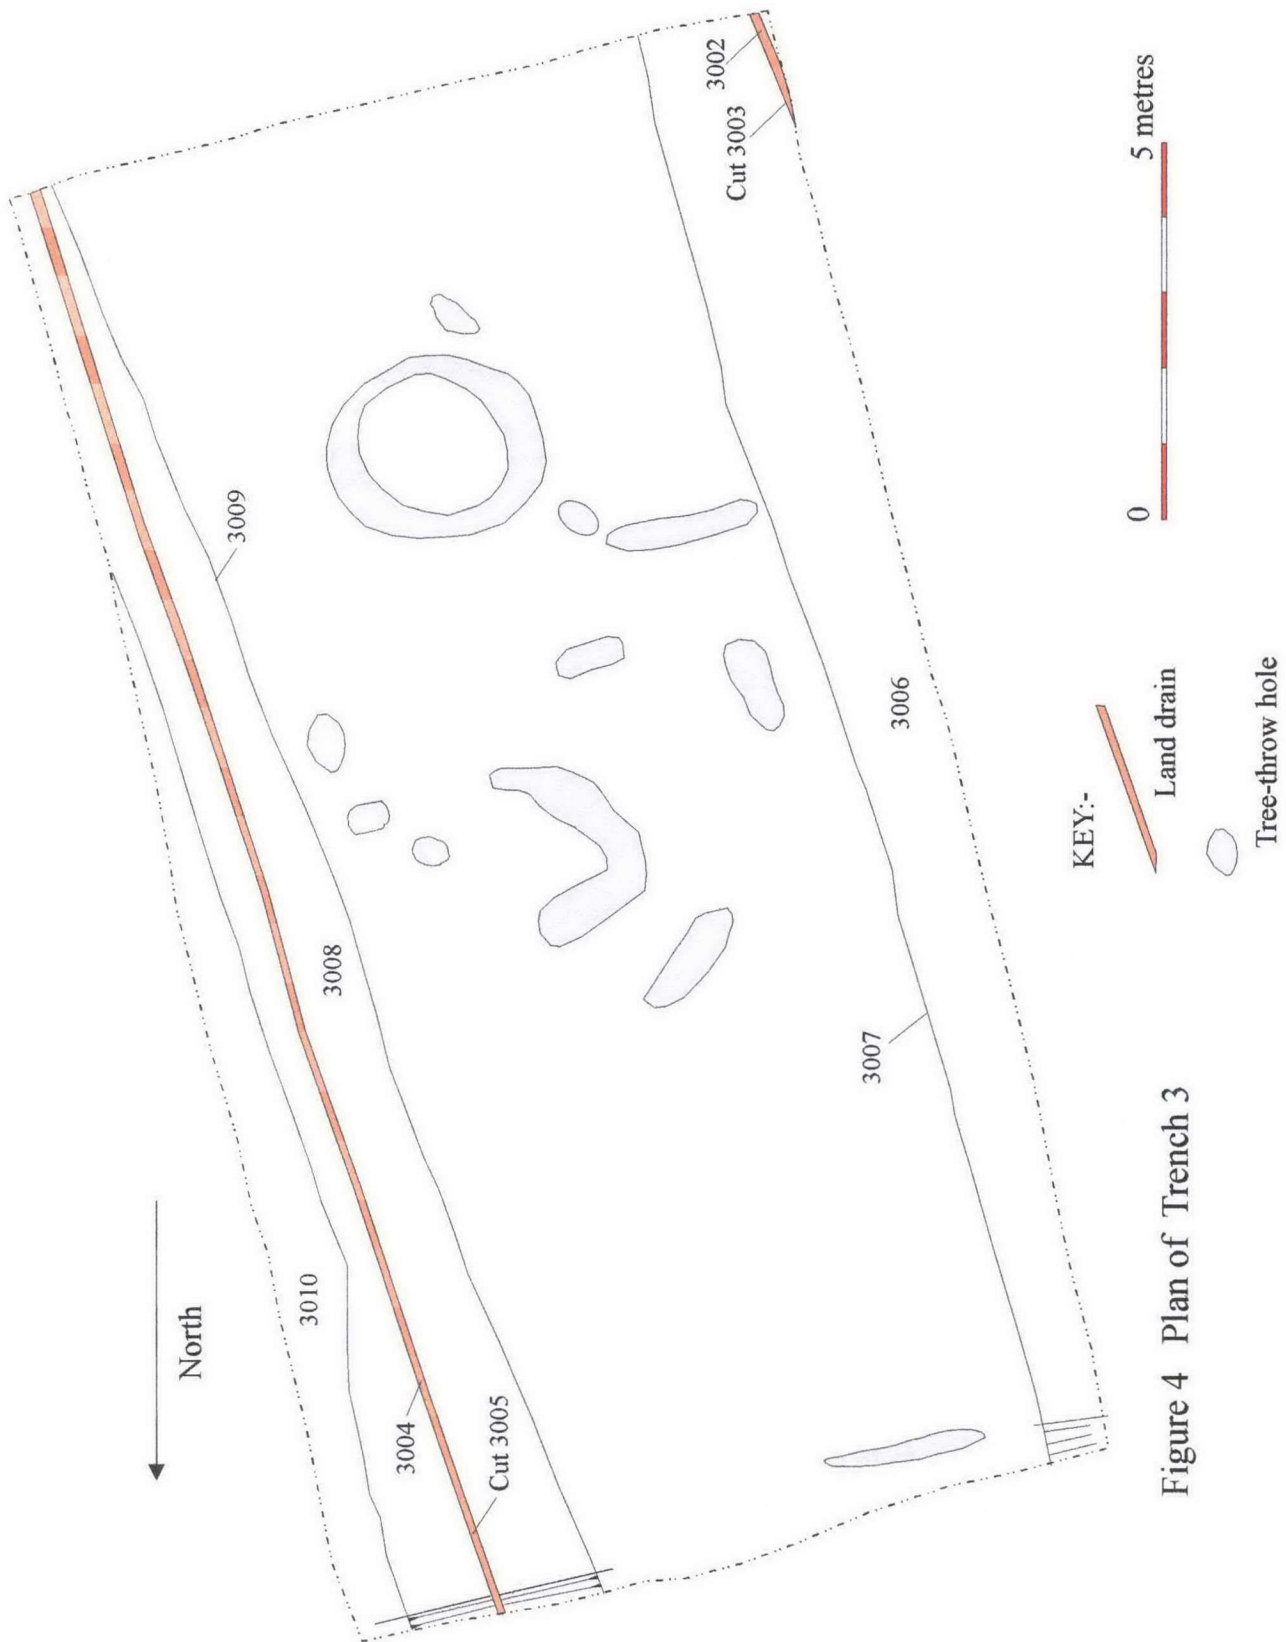 3010
3004
Cut 3005
3008
3009
3002
Cut 3003
3006
3007
North
KEY:-
Land drain
Tree-throw hole
0
5 metres
Figure 4 Plan of Trench 3